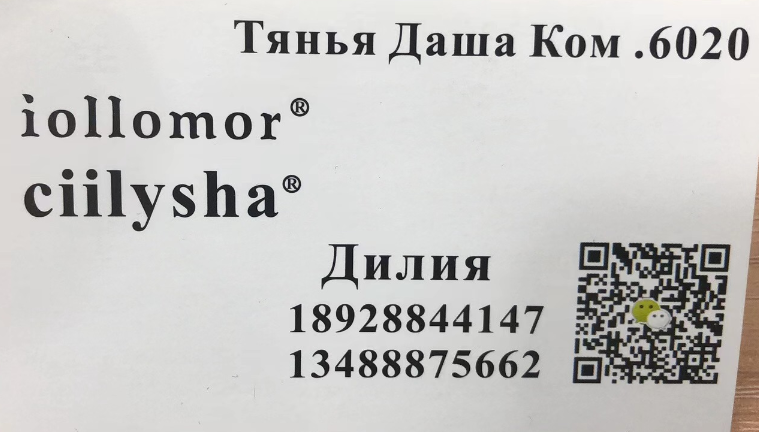 Тянья Даша Ком .6020
iollomor®
ciilysha®
Дилия
18928844147
13488875662